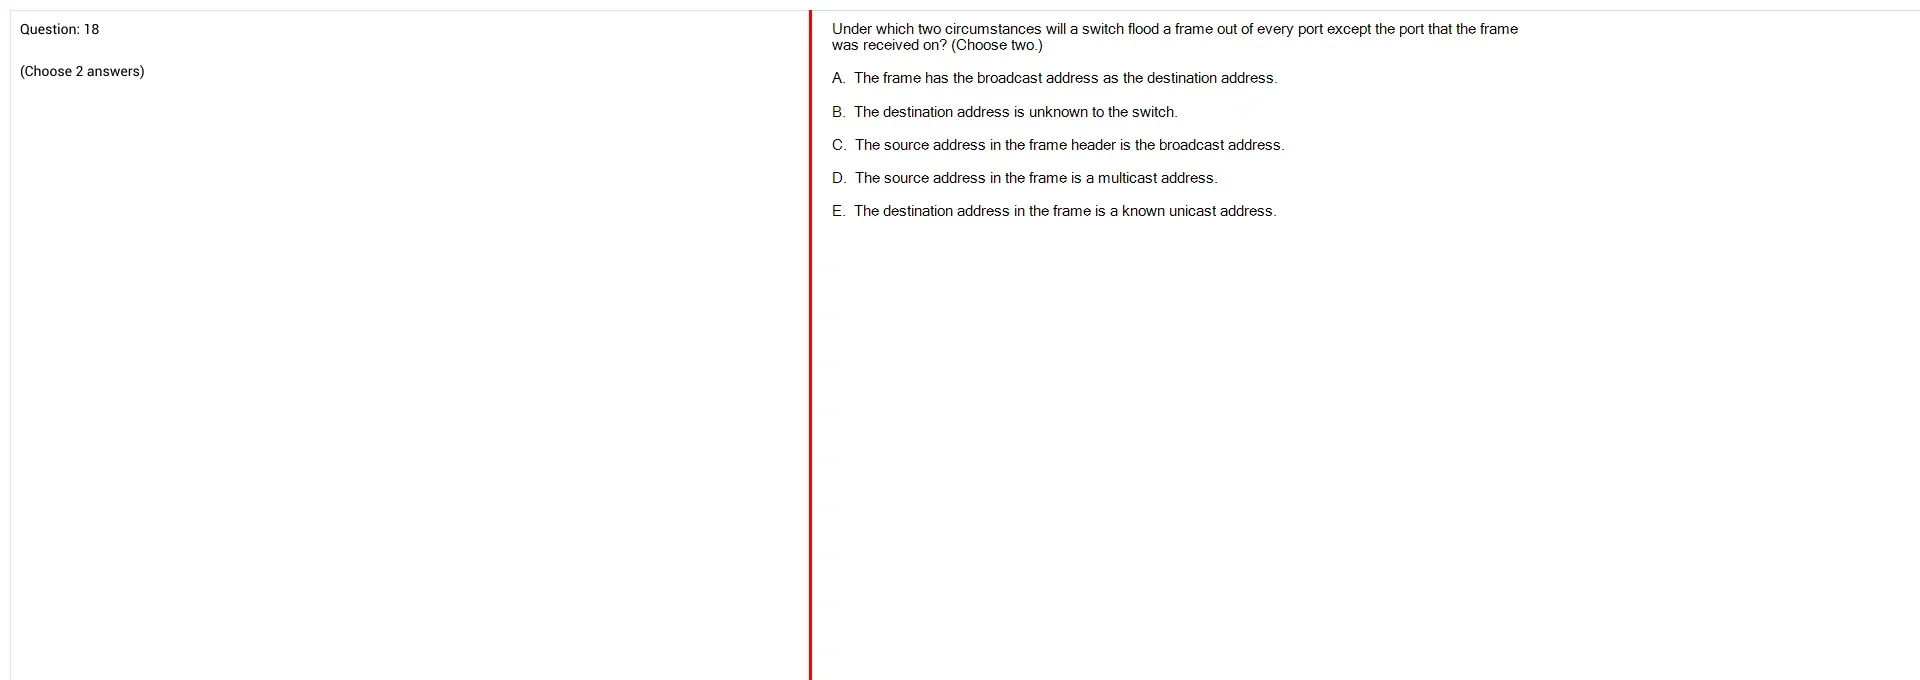 Question: 18
(Choose 2 answers)
Under which two circumstances will a switch flood a frame out of every port except the port that the frame
was received on? (Choose two.)
A. The frame has the broadcast address as the destination address.
B. The destination address is unknown to the switch.
C. The source address in the frame header is the broadcast address.
D. The source address in the frame is a multicast address.
E. The destination address in the frame is a known unicast address.